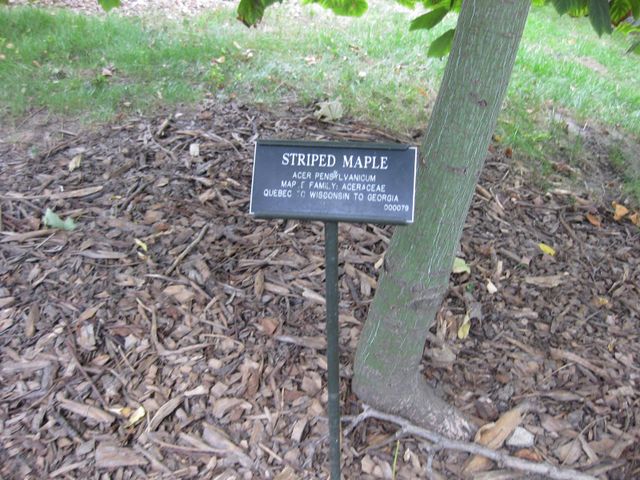 STRIPED MAPLE
ACER PENSYLVANICUM
MAPLE FAMILY: ACERACEAE
QUEBEC TO WISCONSIN TO GEORGIA
000079